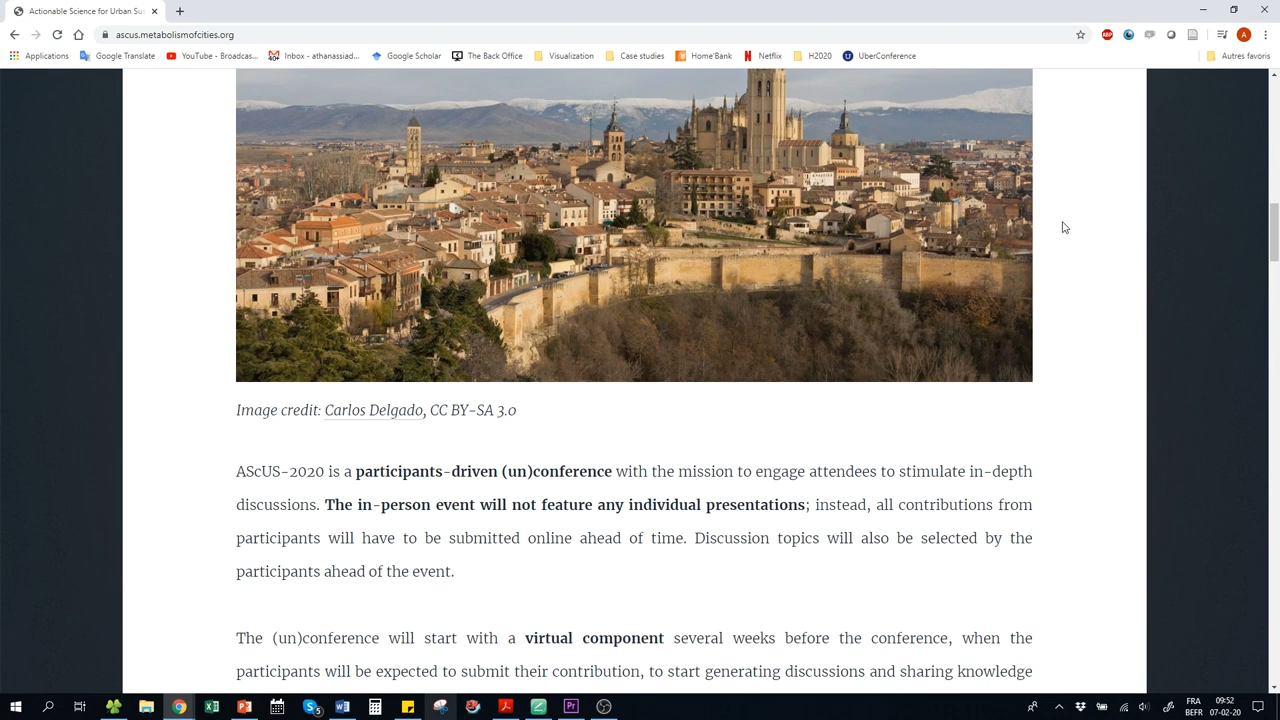 Actionable Science for Urban Su
ascus.metabolismofcities.org
ABP
A
Applications
Google Translate
YouTube - Broadcas...
40+
Inbox - athanassiad...
Google Scholar
The Back Office
Visualization
Case studies
Home'Bank
Netflix
H2020
UberConference
Autres favoris
Image credit: Carlos Delgado, CC BY-SA 3.0
AScUS-2020 is a participants-driven (un)conference with the mission to engage attendees to stimulate in-depth
discussions. The in-person event will not feature any individual presentations; instead, all contributions from
participants will have to be submitted online ahead of time. Discussion topics will also be selected by the
participants ahead of the event.
The (un)conference will start with a virtual component several weeks before the conference, when the
participants will be expected to submit their contribution, to start generating discussions and sharing knowledge
5
FRA
BEFR
09:52
07-02-20